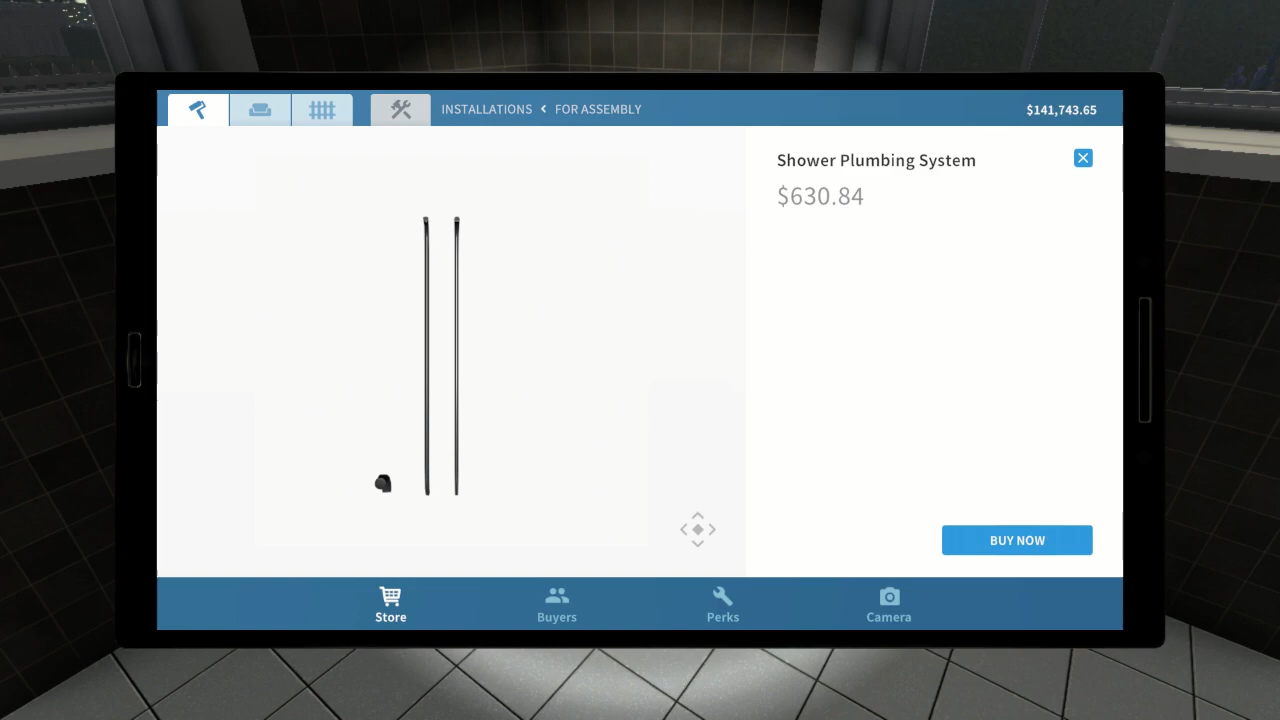 INSTALLATIONS < FOR ASSEMBLY
$141,743.65
Shower Plumbing System
$630.84
BUY NOW
Store
Buyers
Perks
Camera